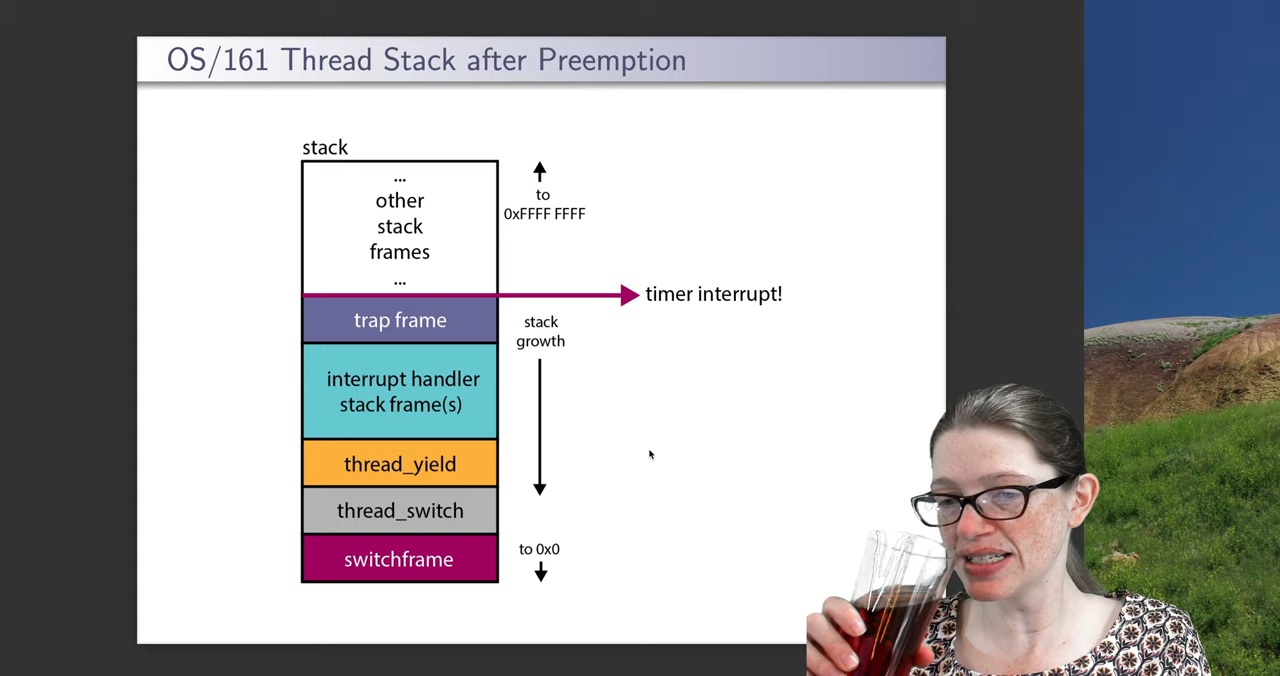 OS/161 Thread Stack after Preemption
stack
...
other
stack
frames
...
to
0xFFFF FFFF
timer interrupt!
trap frame
stack
growth
interrupt handler
stack frame(s)
thread_yield
thread_switch
to 0x0
switchframe